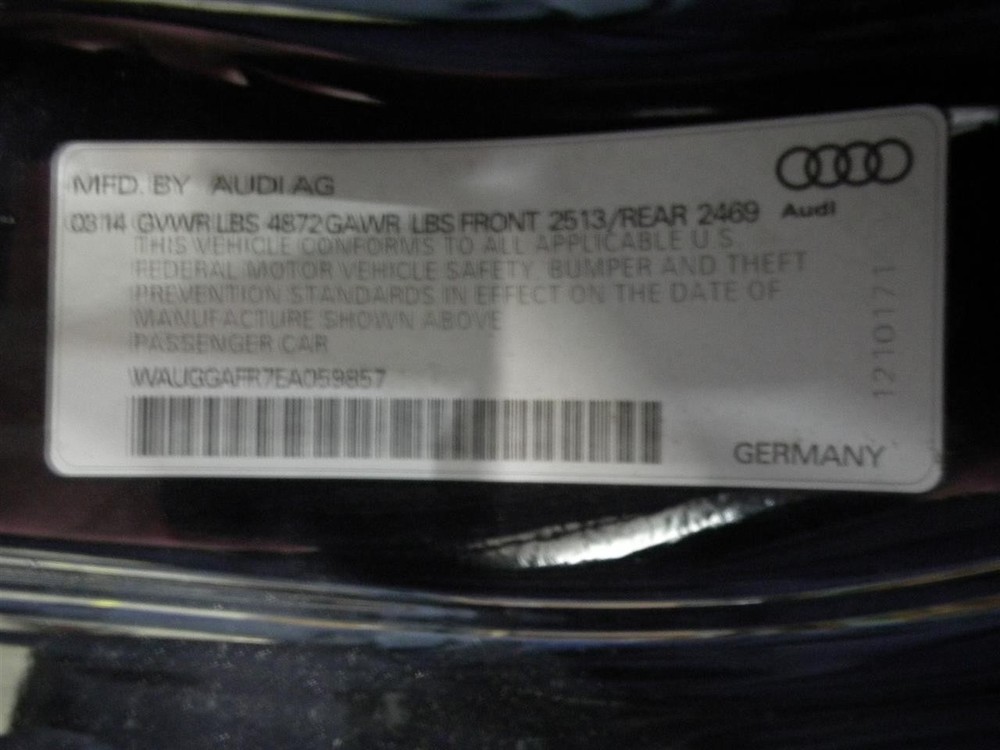 MFD. BY AUDI AG
03 14 GVWR LBS 4872 GAWR LBS FRONT 2513/REAR 2469
Audi
THIS VEHICLE CONFORMS TO ALL APPLICABLE U.S.
FEDERAL MOTOR VEHICLE SAFETY, BUMPER AND THEFT
PREVENTION STANDARDS IN EFFECT ON THE DATE OF
MANUFACTURE SHOWN ABOVE
PASSENGER CAR
WAUGGAFR7EA059857
GERMANY
1210171